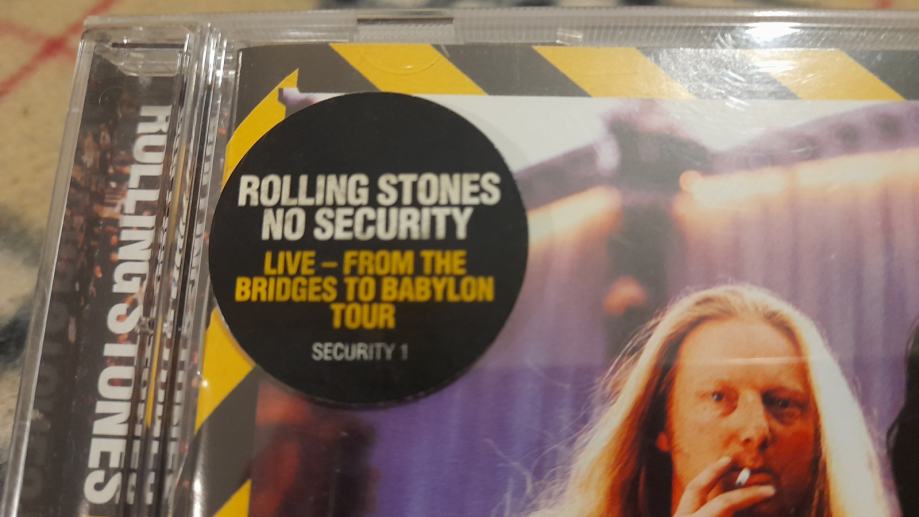 ROLLING STONES
NO SECURITY
LIVE – FROM THE
BRIDGES TO BABYLON
TOUR
SECURITY 1
ROLLING STONES